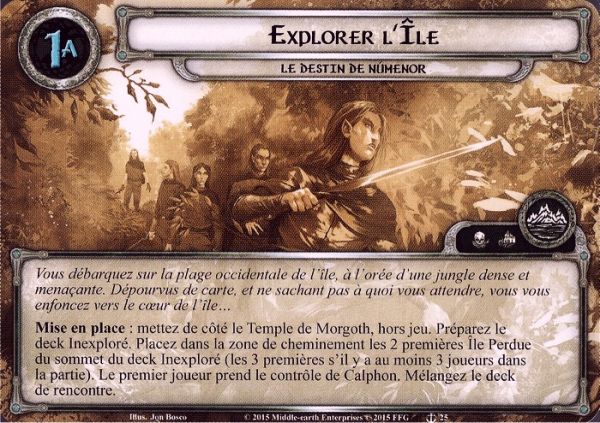 1A
EXPLORER L'ÎLE
LE DESTIN DE NÚMENOR
Vous débarquez sur la plage occidentale de l'île, à l'orée d'une jungle dense et
menaçante. Dépourvus de carte, et ne sachant pas à quoi vous attendre, vous vous
enfoncez vers le cœur de l'île…
Mise en place : mettez de côté le Temple de Morgoth, hors jeu. Préparez le
deck Inexploré. Placez dans la zone de cheminement les 2 premières Île Perdue
du sommet du deck Inexploré (les 3 premières s'il y a au moins 3 joueurs dans
la partie). Le premier joueur prend le contrôle de Calphon. Mélangez le deck
de rencontre.
Illus. Jon Bosco © 2015 Middle-earth Enterprises © 2015 FFG 25